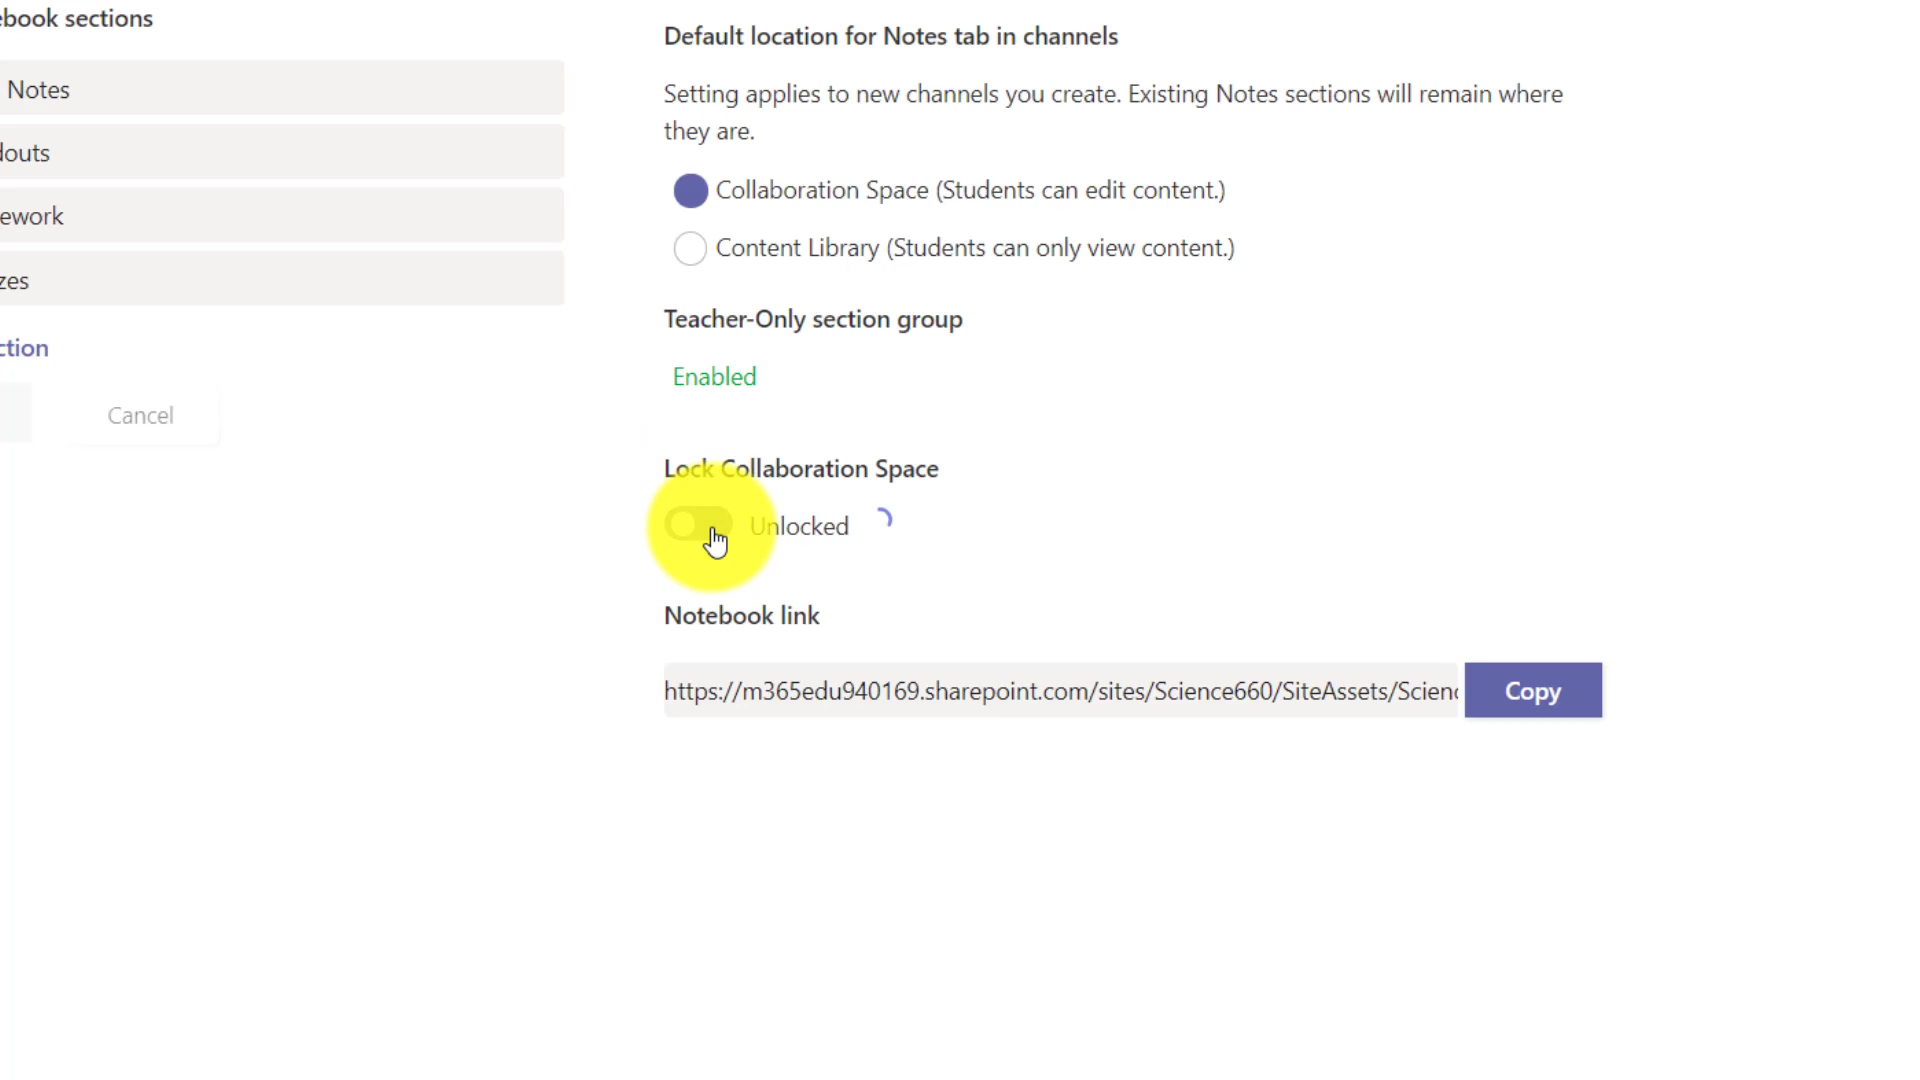 ebook sections
Notes
douts
ework
zes
ction
Cancel
Default location for Notes tab in channels
Setting applies to new channels you create. Existing Notes sections will remain where
they are.
Collaboration Space (Students can edit content.)
Content Library (Students can only view content.)
Teacher-Only section group
Enabled
Lock Collaboration Space
Unlocked
Notebook link
https://m365edu940169.sharepoint.com/sites/Science660/SiteAssets/Scienc
Copy